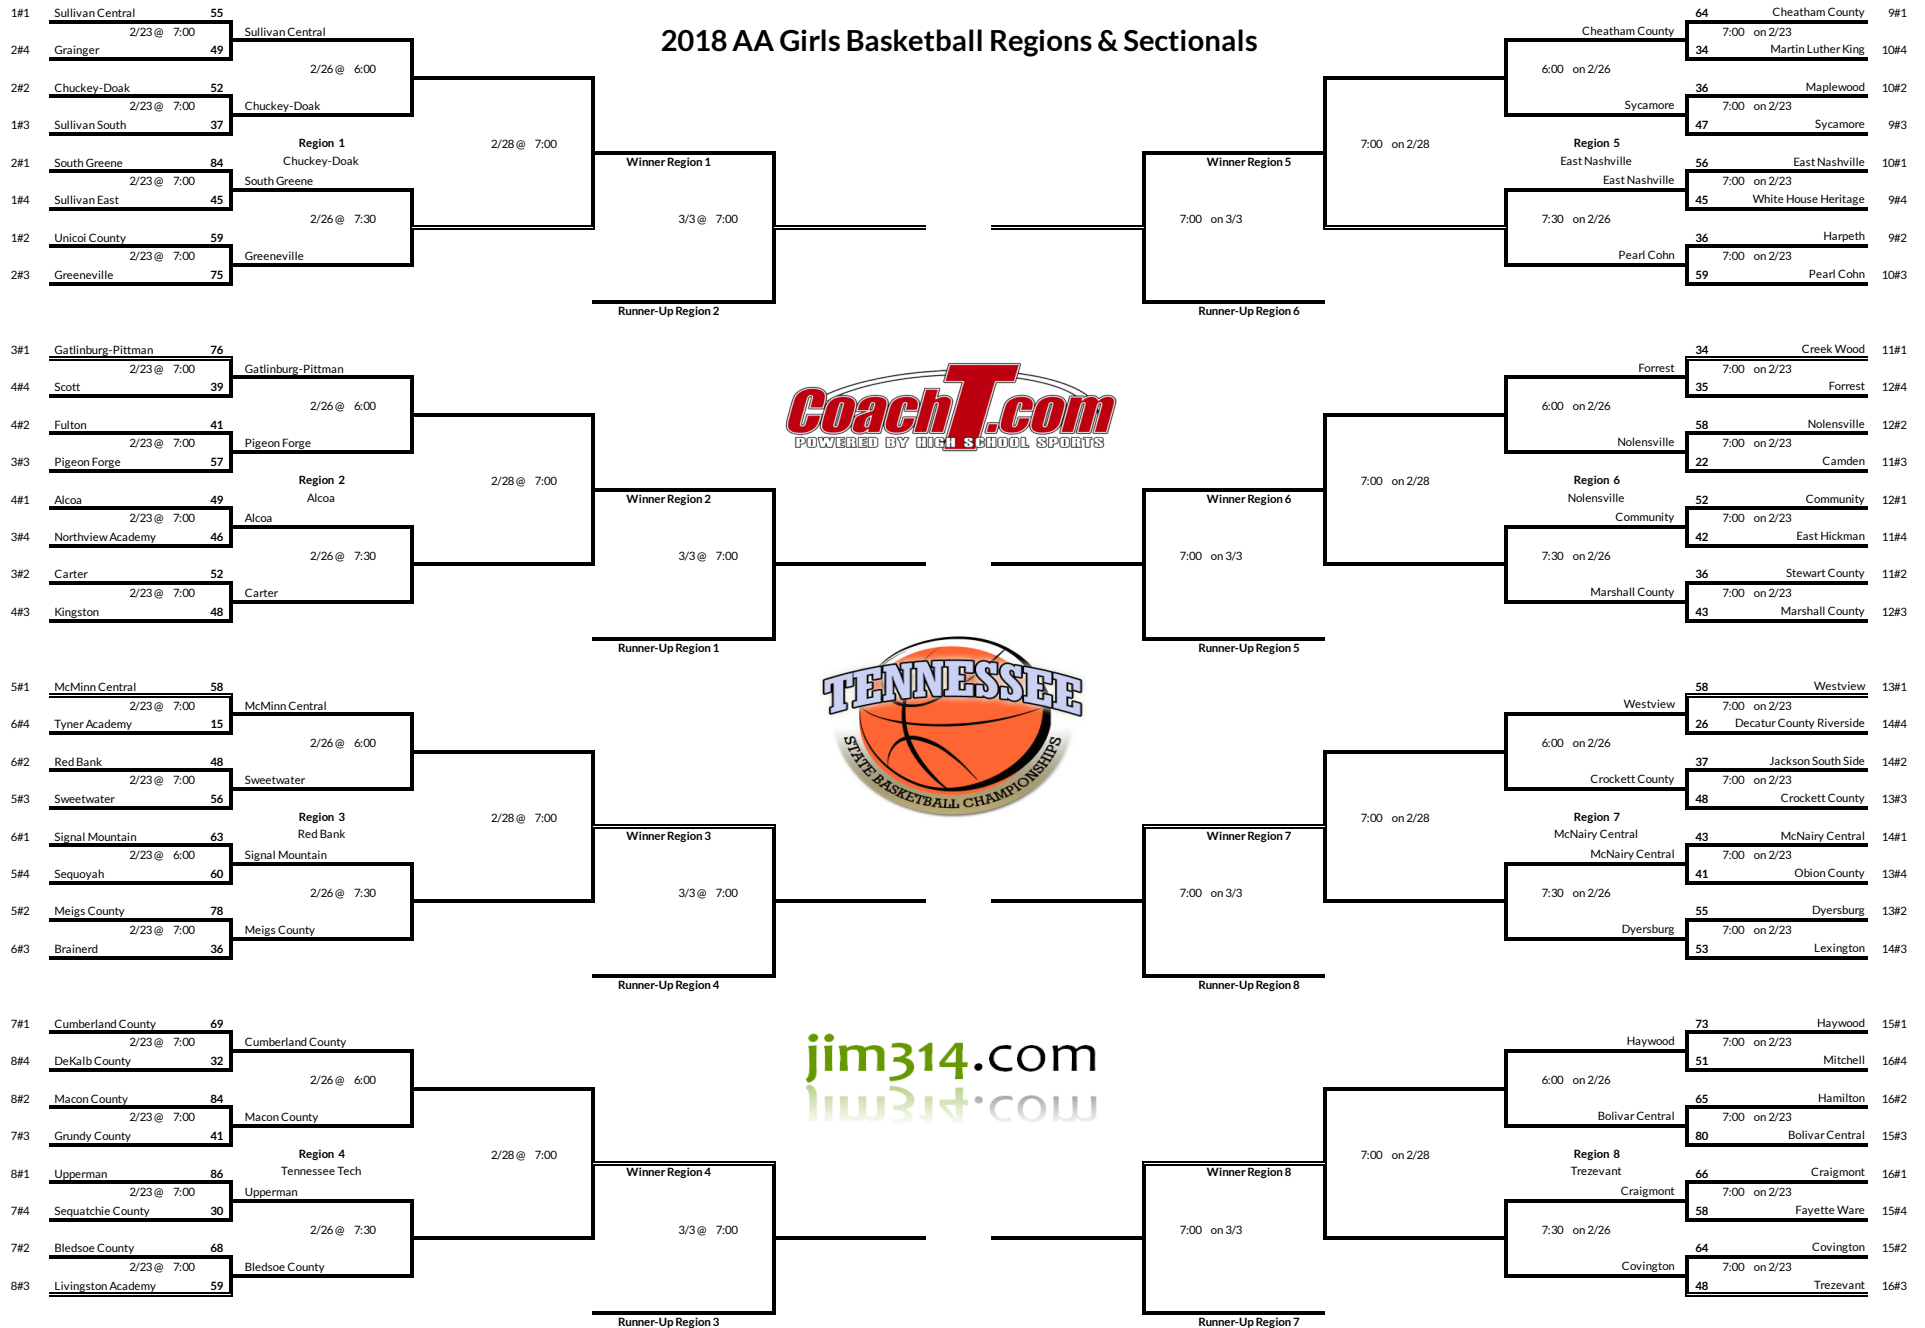 2018 AA Girls Basketball Regions & Sectionals
1#1 Sullivan Central 55
2/23 @ 7:00 Sullivan Central
2#4 Grainger 49
2/26 @ 6:00
2#2 Chuckey-Doak 52
2/23 @ 7:00 Chuckey-Doak
1#3 Sullivan South 37
Region 1
Chuckey-Doak
2/28 @ 7:00
2#1 South Greene 84
2/23 @ 7:00 South Greene
1#4 Sullivan East 45
2/26 @ 7:30
1#2 Unicoi County 59
2/23 @ 7:00 Greeneville
2#3 Greeneville 75
Winner Region 1
3/3 @ 7:00
Runner-Up Region 2
3#1 Gatlinburg-Pittman 76
2/23 @ 7:00 Gatlinburg-Pittman
4#4 Scott 39
2/26 @ 6:00
4#2 Fulton 41
2/23 @ 7:00 Pigeon Forge
3#3 Pigeon Forge 57
Region 2
Alcoa
2/28 @ 7:00
4#1 Alcoa 49
2/23 @ 7:00 Alcoa
3#4 Northview Academy 46
2/26 @ 7:30
3#2 Carter 52
2/23 @ 7:00 Carter
4#3 Kingston 48
Winner Region 2
3/3 @ 7:00
Runner-Up Region 1
5#1 McMinn Central 58
2/23 @ 7:00 McMinn Central
6#4 Tyner Academy 15
2/26 @ 6:00
6#2 Red Bank 48
2/23 @ 7:00 Sweetwater
5#3 Sweetwater 56
Region 3
Red Bank
2/28 @ 7:00
6#1 Signal Mountain 63
2/23 @ 6:00 Signal Mountain
5#4 Sequoyah 60
2/26 @ 7:30
5#2 Meigs County 78
2/23 @ 7:00 Meigs County
6#3 Brainerd 36
Winner Region 3
3/3 @ 7:00
Runner-Up Region 4
7#1 Cumberland County 69
2/23 @ 7:00 Cumberland County
8#4 DeKalb County 32
2/26 @ 6:00
8#2 Macon County 84
2/23 @ 7:00 Macon County
7#3 Grundy County 41
Region 4
Tennessee Tech
2/28 @ 7:00
8#1 Upperman 86
2/23 @ 7:00 Upperman
7#4 Sequatchie County 30
2/26 @ 7:30
7#2 Bledsoe County 68
2/23 @ 7:00 Bledsoe County
8#3 Livingston Academy 59
Winner Region 4
3/3 @ 7:00
Runner-Up Region 3
CoachT.com
POWERED BY HIGH SCHOOL SPORTS
TENNESSEE
STATE BASKETBALL CHAMPIONSHIPS
jim314.com
64 Cheatham County 9#1
Cheatham County 7:00 on 2/23
34 Martin Luther King 10#4
6:00 on 2/26
36 Maplewood 10#2
Sycamore 7:00 on 2/23
47 Sycamore 9#3
Region 5
East Nashville
7:00 on 2/28
56 East Nashville 10#1
East Nashville 7:00 on 2/23
45 White House Heritage 9#4
7:30 on 2/26
36 Harpeth 9#2
Pearl Cohn 7:00 on 2/23
59 Pearl Cohn 10#3
Winner Region 5
7:00 on 3/3
Runner-Up Region 6
34 Creek Wood 11#1
Forrest 7:00 on 2/23
35 Forrest 12#4
6:00 on 2/26
58 Nolensville 12#2
Nolensville 7:00 on 2/23
22 Camden 11#3
Region 6
Nolensville
7:00 on 2/28
52 Community 12#1
Community 7:00 on 2/23
42 East Hickman 11#4
7:30 on 2/26
36 Stewart County 11#2
Marshall County 7:00 on 2/23
43 Marshall County 12#3
Winner Region 6
7:00 on 3/3
Runner-Up Region 5
58 Westview 13#1
Westview 7:00 on 2/23
26 Decatur County Riverside 14#4
6:00 on 2/26
37 Jackson South Side 14#2
Crockett County 7:00 on 2/23
48 Crockett County 13#3
Region 7
McNairy Central
7:00 on 2/28
43 McNairy Central 14#1
McNairy Central 7:00 on 2/23
41 Obion County 13#4
7:30 on 2/26
55 Dyersburg 13#2
Dyersburg 7:00 on 2/23
53 Lexington 14#3
Winner Region 7
7:00 on 3/3
Runner-Up Region 8
73 Haywood 15#1
Haywood 7:00 on 2/23
51 Mitchell 16#4
6:00 on 2/26
65 Hamilton 16#2
Bolivar Central 7:00 on 2/23
80 Bolivar Central 15#3
Region 8
Trezevant
7:00 on 2/28
66 Craigmont 16#1
Craigmont 7:00 on 2/23
58 Fayette Ware 15#4
7:30 on 2/26
64 Covington 15#2
Covington 7:00 on 2/23
48 Trezevant 16#3
Winner Region 8
7:00 on 3/3
Runner-Up Region 7